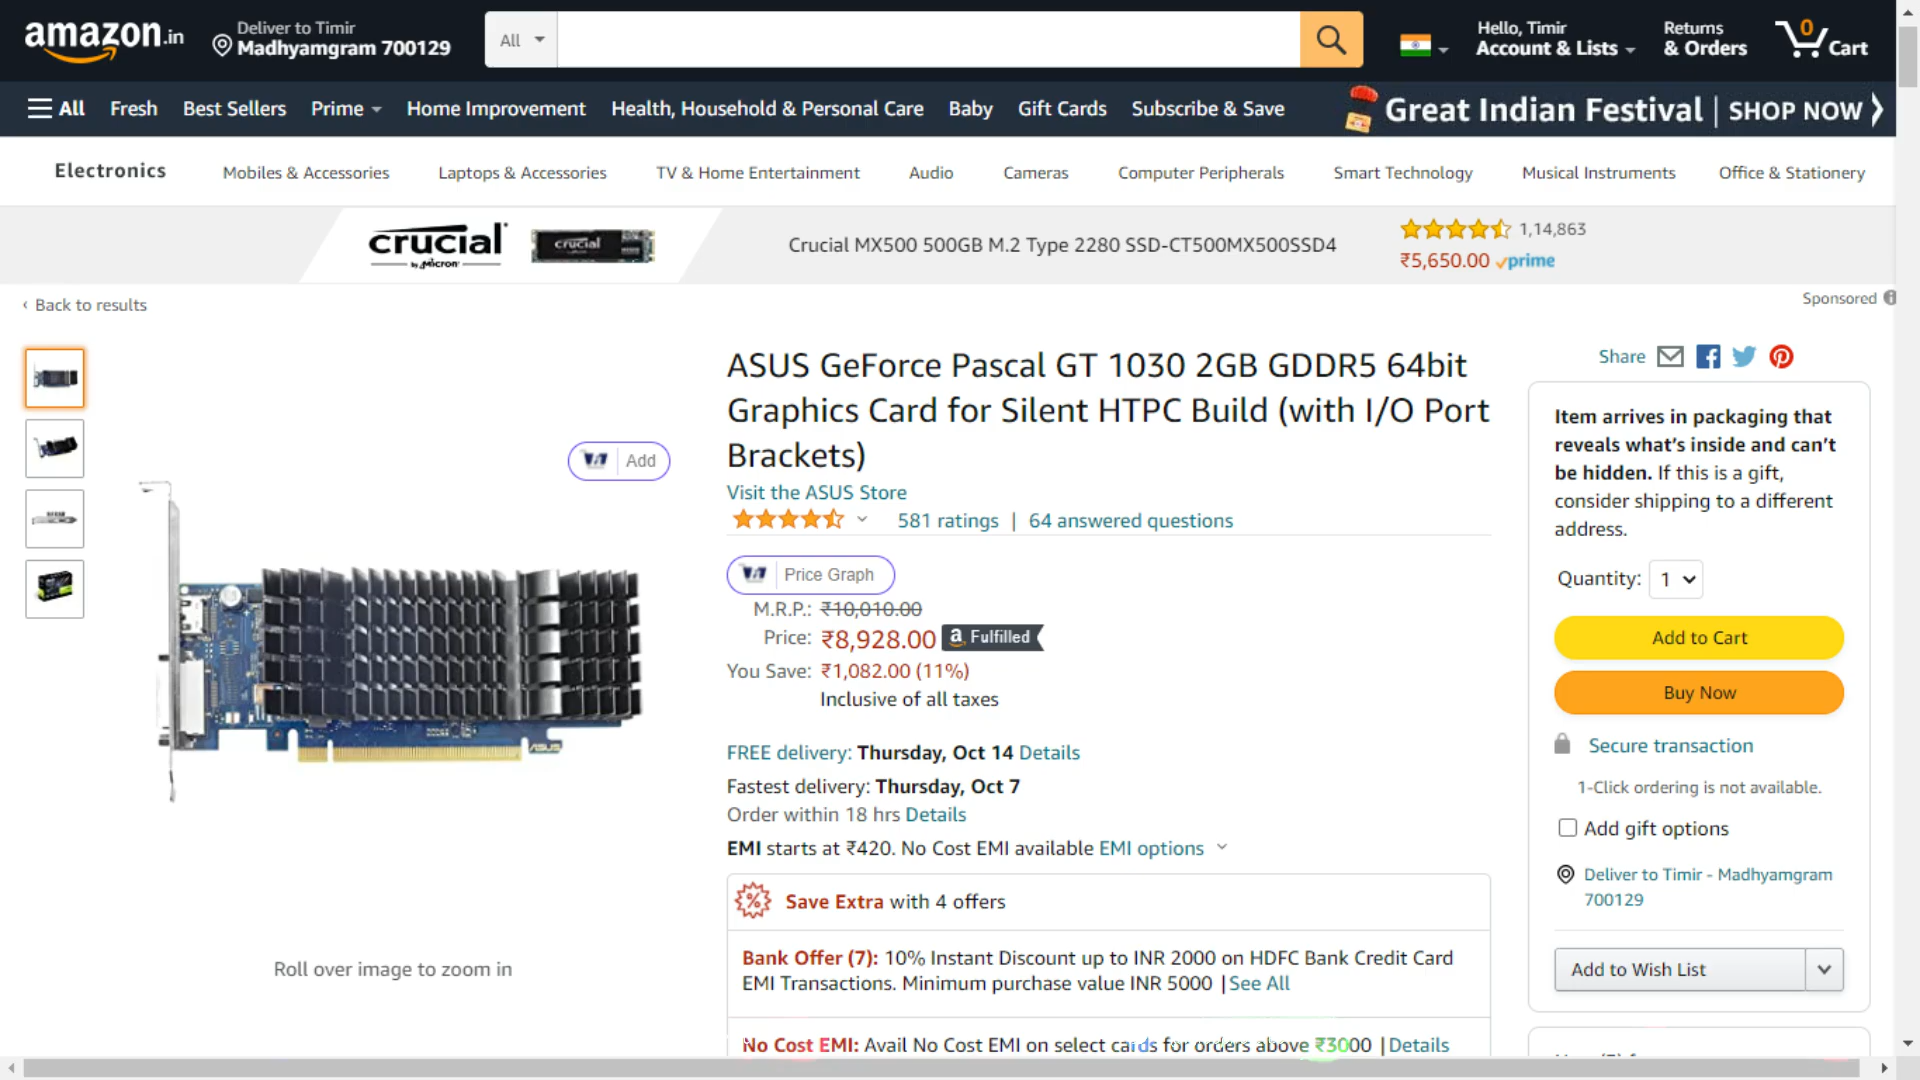 amazon.in
Deliver to Timir
Madhyamgram 700129
All
Hello, Timir
Account & Lists
Returns
& Orders
0
Cart
All
Fresh
Best Sellers
Prime
Home Improvement
Health, Household & Personal Care
Baby
Gift Cards
Subscribe & Save
Great Indian Festival | SHOP NOW
Electronics
Mobiles & Accessories
Laptops & Accessories
TV & Home Entertainment
Audio
Cameras
Computer Peripherals
Smart Technology
Musical Instruments
Office & Stationery
crucial
by Micron
crucial
Crucial MX500 500GB M.2 Type 2280 SSD-CT500MX500SSD4
1,14,863
₹5,650.00 prime
Sponsored
‹ Back to results
Add
ASUS
Roll over image to zoom in
ASUS GeForce Pascal GT 1030 2GB GDDR5 64bit
Graphics Card for Silent HTPC Build (with I/O Port
Brackets)
Visit the ASUS Store
581 ratings | 64 answered questions
Price Graph
M.R.P.: ₹10,010.00
Price: ₹8,928.00 a Fulfilled
You Save: ₹1,082.00 (11%)
Inclusive of all taxes
FREE delivery: Thursday, Oct 14 Details
Fastest delivery: Thursday, Oct 7
Order within 18 hrs Details
EMI starts at ₹420. No Cost EMI available EMI options
Save Extra with 4 offers
Bank Offer (7): 10% Instant Discount up to INR 2000 on HDFC Bank Credit Card
EMI Transactions. Minimum purchase value INR 5000 | See All
No Cost EMI: Avail No Cost EMI on select cards for orders above ₹3000 | Details
Share
Item arrives in packaging that
reveals what's inside and can't
be hidden. If this is a gift,
consider shipping to a different
address.
Quantity: 1
Add to Cart
Buy Now
Secure transaction
1-Click ordering is not available.
Add gift options
Deliver to Timir - Madhyamgram
700129
Add to Wish List